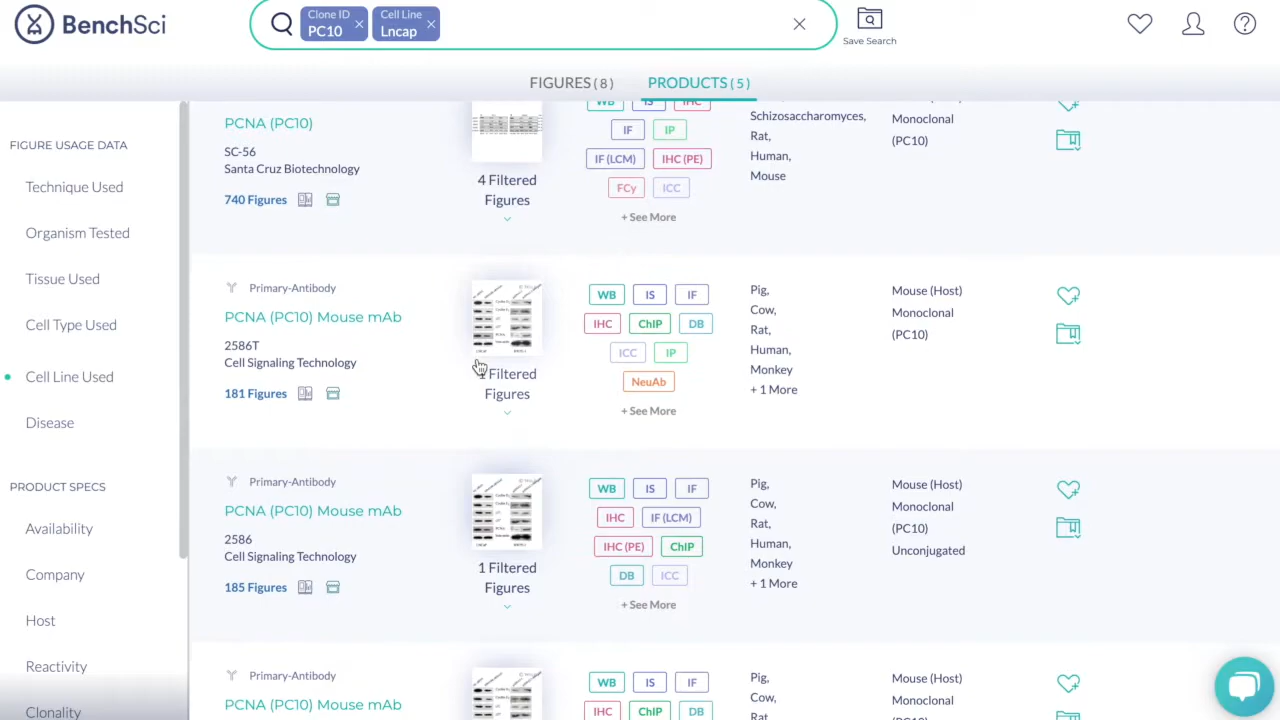 BenchSci
Clone ID
PC10
Cell Line
Lncap
Save Search
FIGURES (8)
PRODUCTS (5)
FIGURE USAGE DATA
Technique Used
Organism Tested
Tissue Used
Cell Type Used
Cell Line Used
Disease
PRODUCT SPECS
Availability
Company
Host
Reactivity
Clonality
PCNA (PC10)
SC-56
Santa Cruz Biotechnology
740 Figures
4 Filtered
Figures
WB IS IHC
IF IP
IF (LCM) IHC (PE)
FCy ICC
+ See More
Schizosaccharomyces,
Rat,
Human,
Mouse
Mouse (Host)
Monoclonal
(PC10)
Primary-Antibody
PCNA (PC10) Mouse mAb
2586T
Cell Signaling Technology
181 Figures
1 Filtered
Figures
WB IS IF
IHC ChIP DB
ICC IP
NeuAb
+ See More
Pig,
Cow,
Rat,
Human,
Monkey
+ 1 More
Mouse (Host)
Monoclonal
(PC10)
Primary-Antibody
PCNA (PC10) Mouse mAb
2586
Cell Signaling Technology
185 Figures
1 Filtered
Figures
WB IS IF
IHC IF (LCM)
IHC (PE) ChIP
DB ICC
+ See More
Pig,
Cow,
Rat,
Human,
Monkey
+ 1 More
Mouse (Host)
Monoclonal
(PC10)
Unconjugated
Primary-Antibody
PCNA (PC10) Mouse mAb
WB IS IF
IHC ChIP DB
Pig,
Cow,
Rat,
Mouse (Host)
Monoclonal
(PC10)